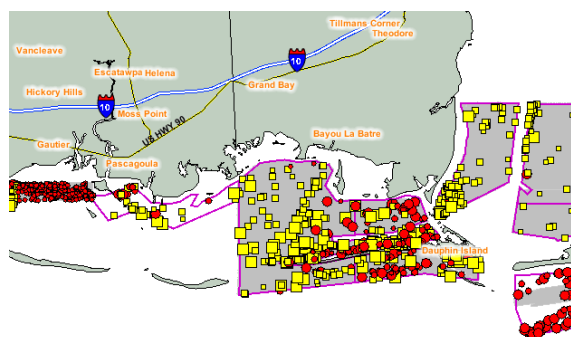 Tillmans Corner
Theodore
Vancleave
10
Escatawpa Helena
Grand Bay
Hickory Hills
10
Moss Point
US HWY 90
Bayou La Batre
Gautier
Pascagoula
Dauphin Island